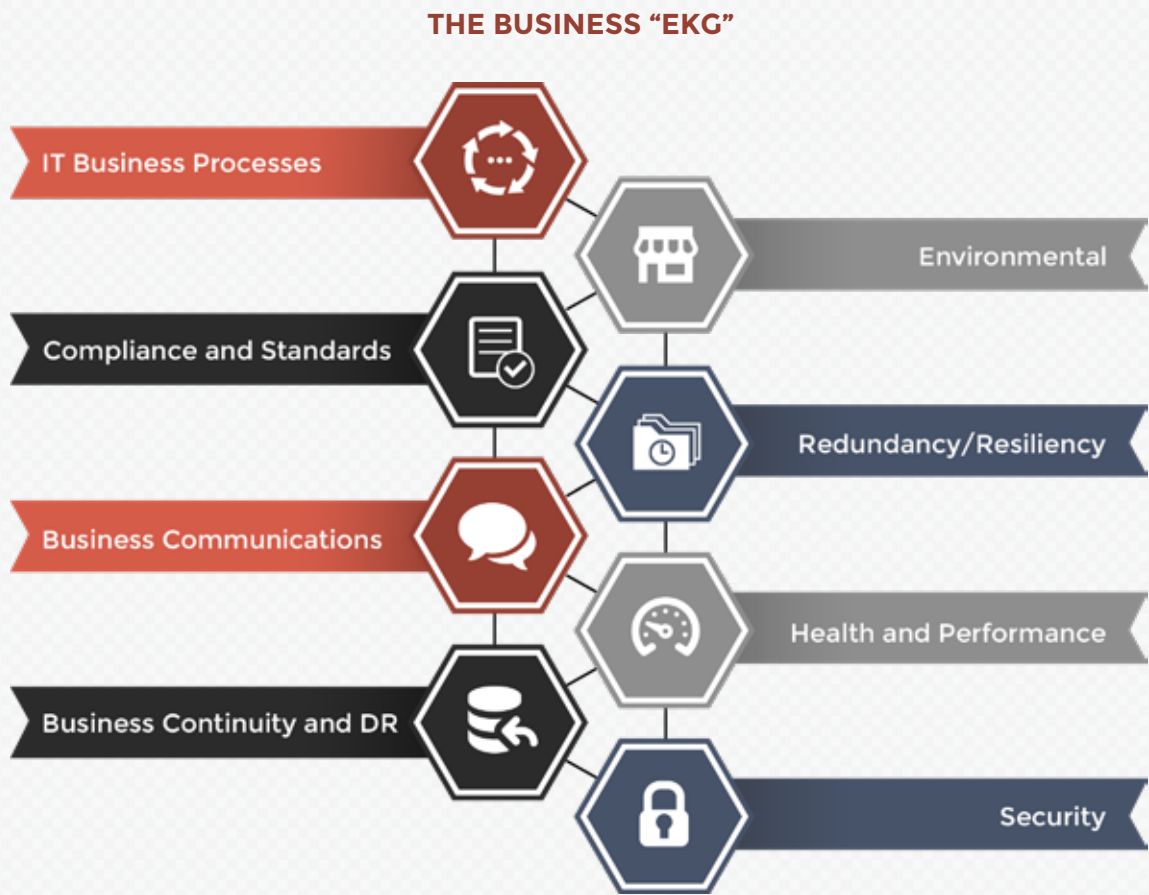 THE BUSINESS “EKG”
IT Business Processes
Environmental
Compliance and Standards
Redundancy/Resiliency
Business Communications
Health and Performance
Business Continuity and DR
Security